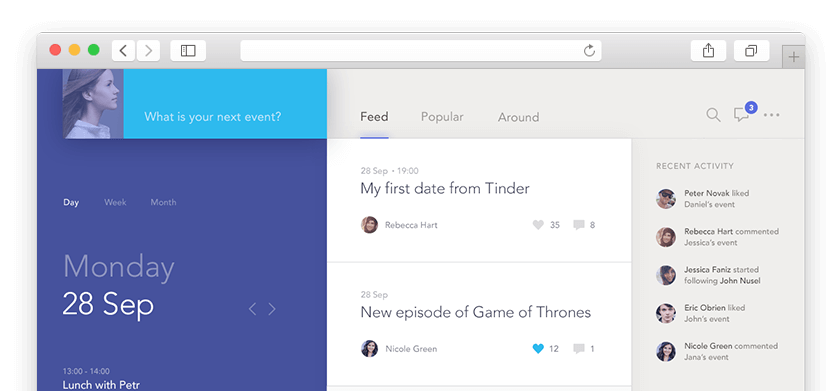 What is your next event?
Day
Week
Month
Monday
28 Sep
13:00 - 14:00
Lunch with Petr
Feed
Popular
Around
3
28 Sep • 19:00
My first date from Tinder
Rebecca Hart
35
8
28 Sep
New episode of Game of Thrones
Nicole Green
12
1
RECENT ACTIVITY
Peter Novak liked
Daniel's event
Rebecca Hart commented
Jessica's event
Jessica Faniz started
following John Nusel
Eric Obrien liked
John's event
Nicole Green commented
Jana's event